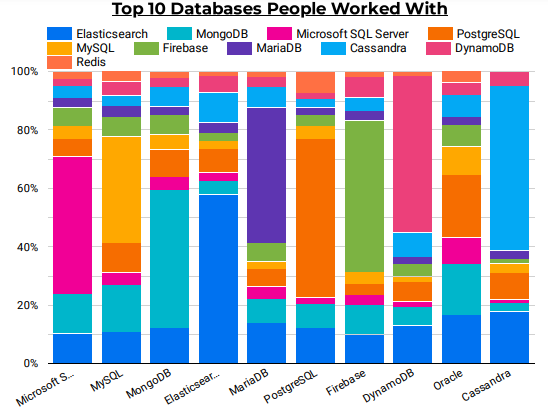 Top 10 Databases People Worked With
Elasticsearch MongoDB Microsoft SQL Server PostgreSQL
MySQL Firebase MariaDB Cassandra DynamoDB
Redis
100%
80%
60%
40%
20%
0%
Microsoft S... MySQL MongoDB Elasticsear... MariaDB PostgreSQL Firebase DynamoDB Oracle Cassandra